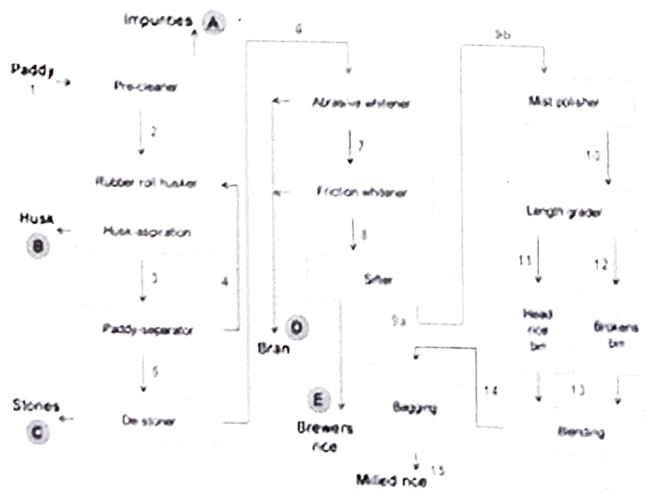 Impurities A
Paddy
1
Pre-cleaner
2
Rubber roll husker
Husk
B
Husk-aspiration
3
4
Paddy-separator
5
Stones
C
De stoner
6
Abrasive whitener
7
Friction whitener
8
Sifter
9a
D
Bran
E
Brewers
rice
Bagging
15
Milled rice
9b
Mist polisher
10
Length grader
11
12
Head
rice
bin
Brokens
bin
14
13
Blending